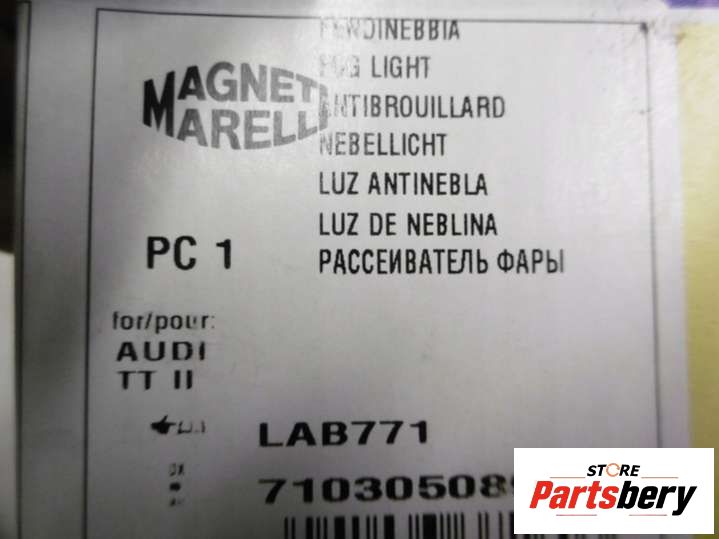 MAGNETI
MARELLI
FENDINEBBIA
FOG LIGHT
ANTIBROUILLARD
NEBELLICHT
LUZ ANTINEBLA
LUZ DE NEBLINA
РАССЕИВАТЕЛЬ ФАРЫ
PC 1
for/pour:
AUDI
TT II
LAB771
STORE
Partsbery